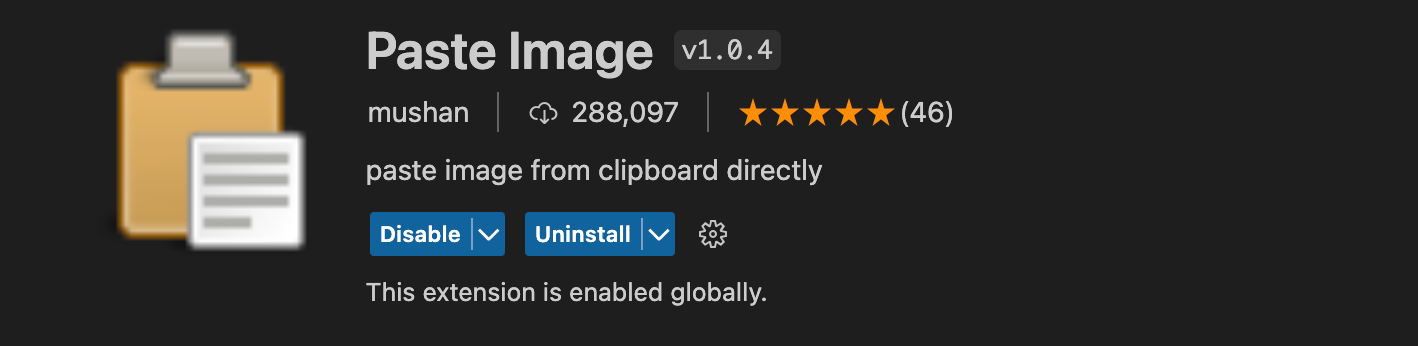 Paste Image v1.0.4
mushan 288,097 (46)
paste image from clipboard directly
Disable Uninstall
This extension is enabled globally.